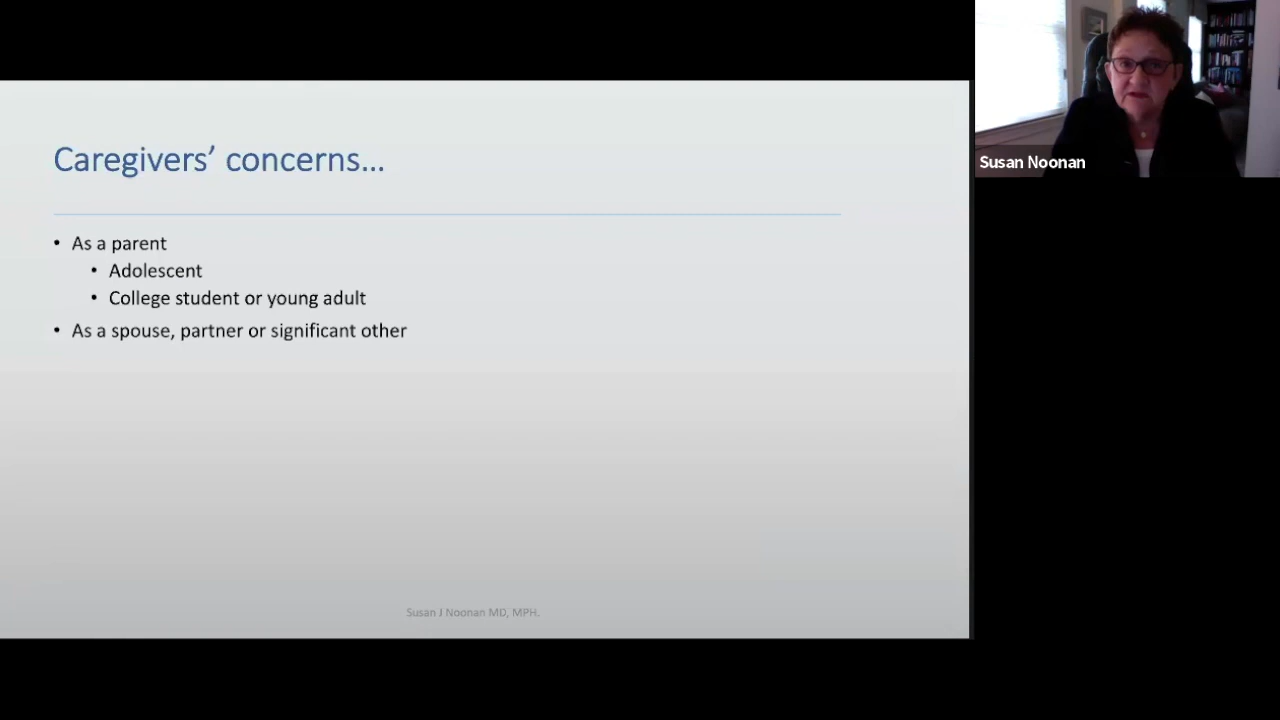 Caregivers’ concerns...
• As a parent
• Adolescent
• College student or young adult
• As a spouse, partner or significant other
Susan J Noonan MD, MPH.
Susan Noonan